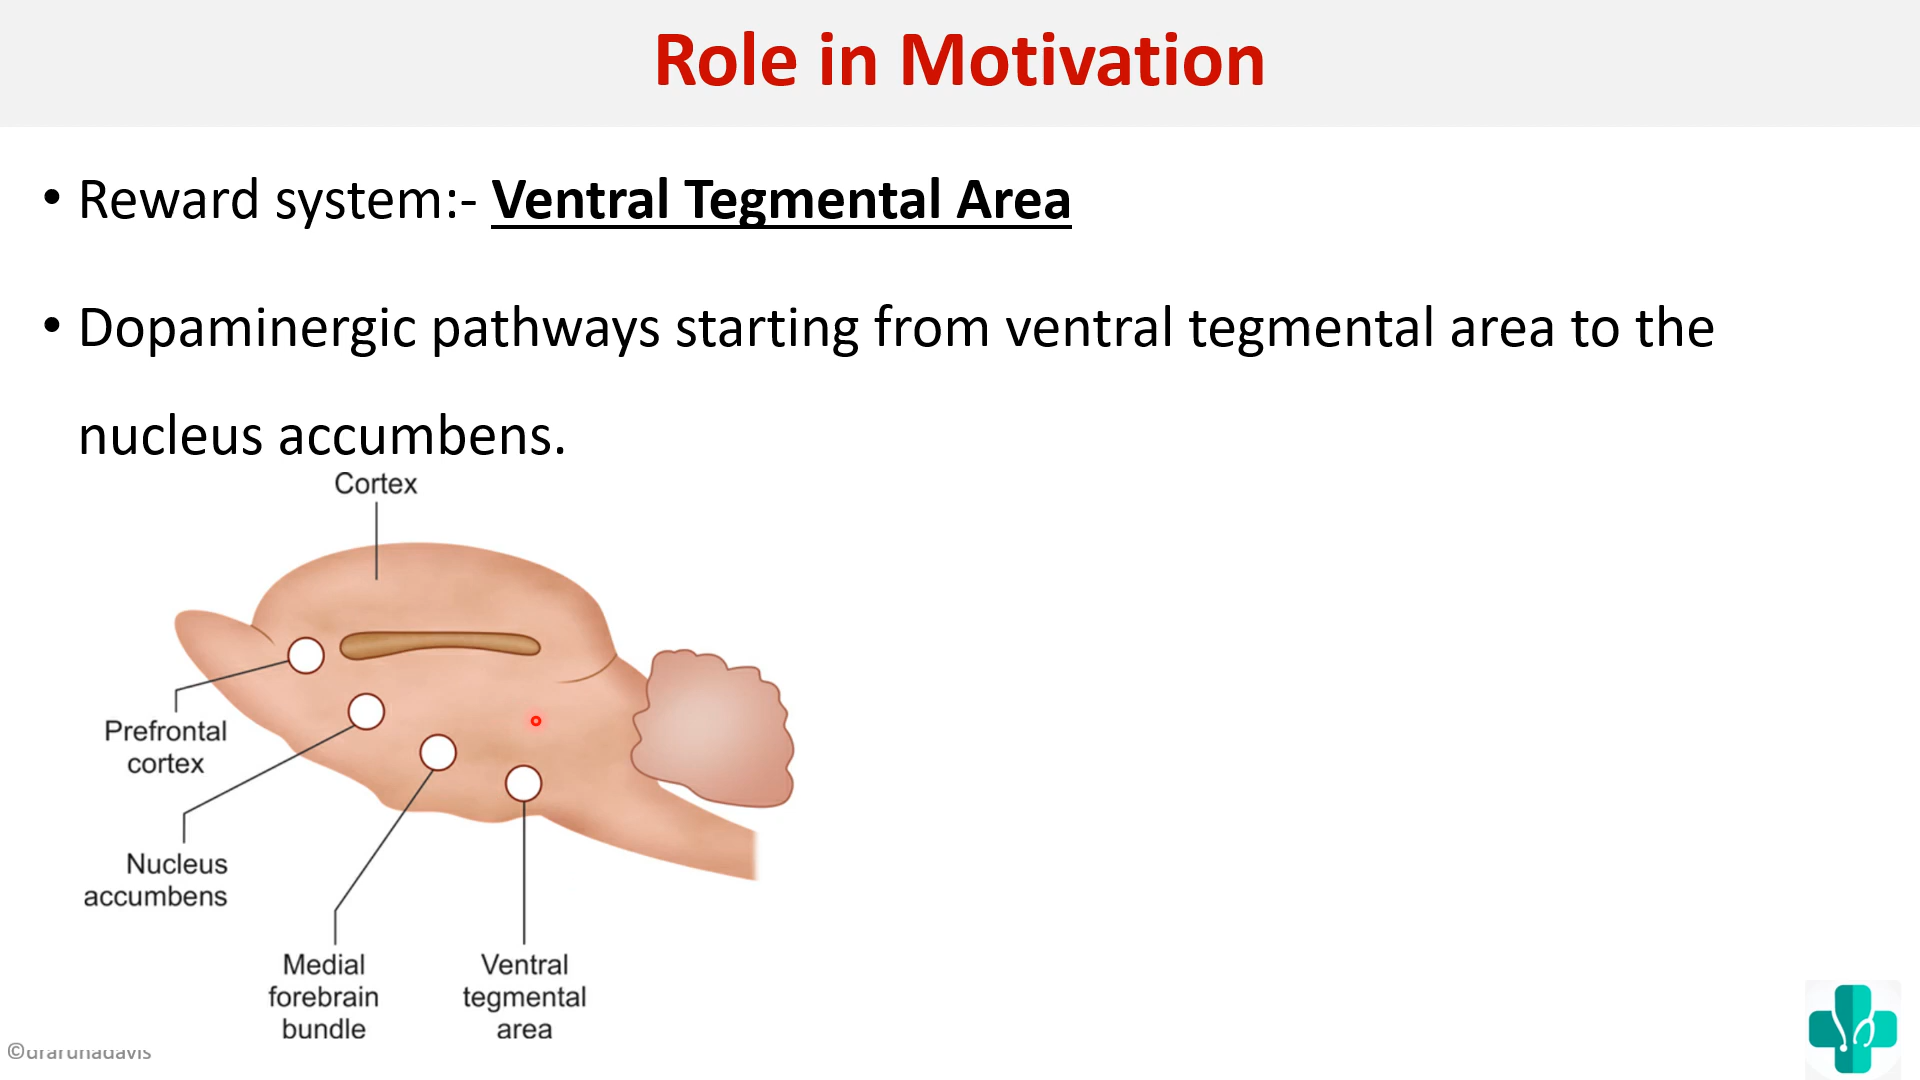 Role in Motivation
• Reward system:- Ventral Tegmental Area
• Dopaminergic pathways starting from ventral tegmental area to the
nucleus accumbens.
Cortex
Prefrontal
cortex
Nucleus
accumbens
Medial
forebrain
bundle
Ventral
tegmental
area
©drarunadavis